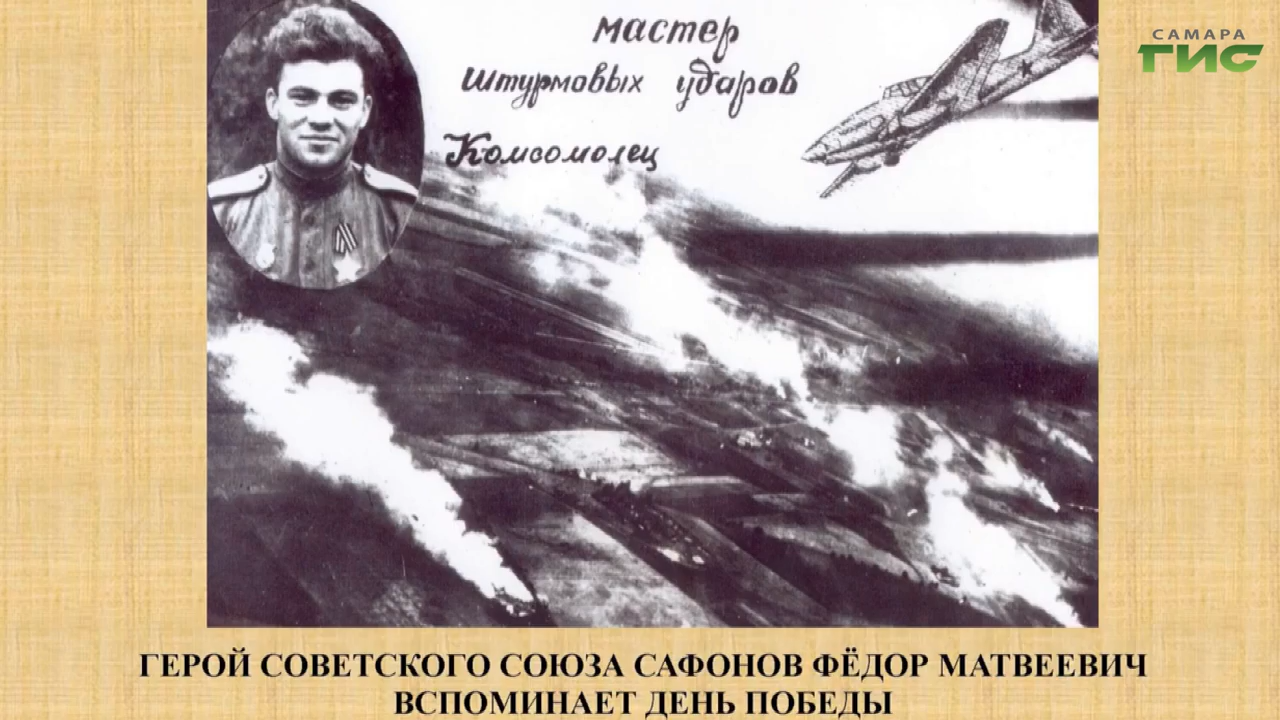 мастер
штурмовых ударов
Комсомолец
САМАРА
ГИС
ГЕРОЙ СОВЕТСКОГО СОЮЗА САФОНОВ ФЁДОР МАТВЕЕВИЧ
ВСПОМИНАЕТ ДЕНЬ ПОБЕДЫ